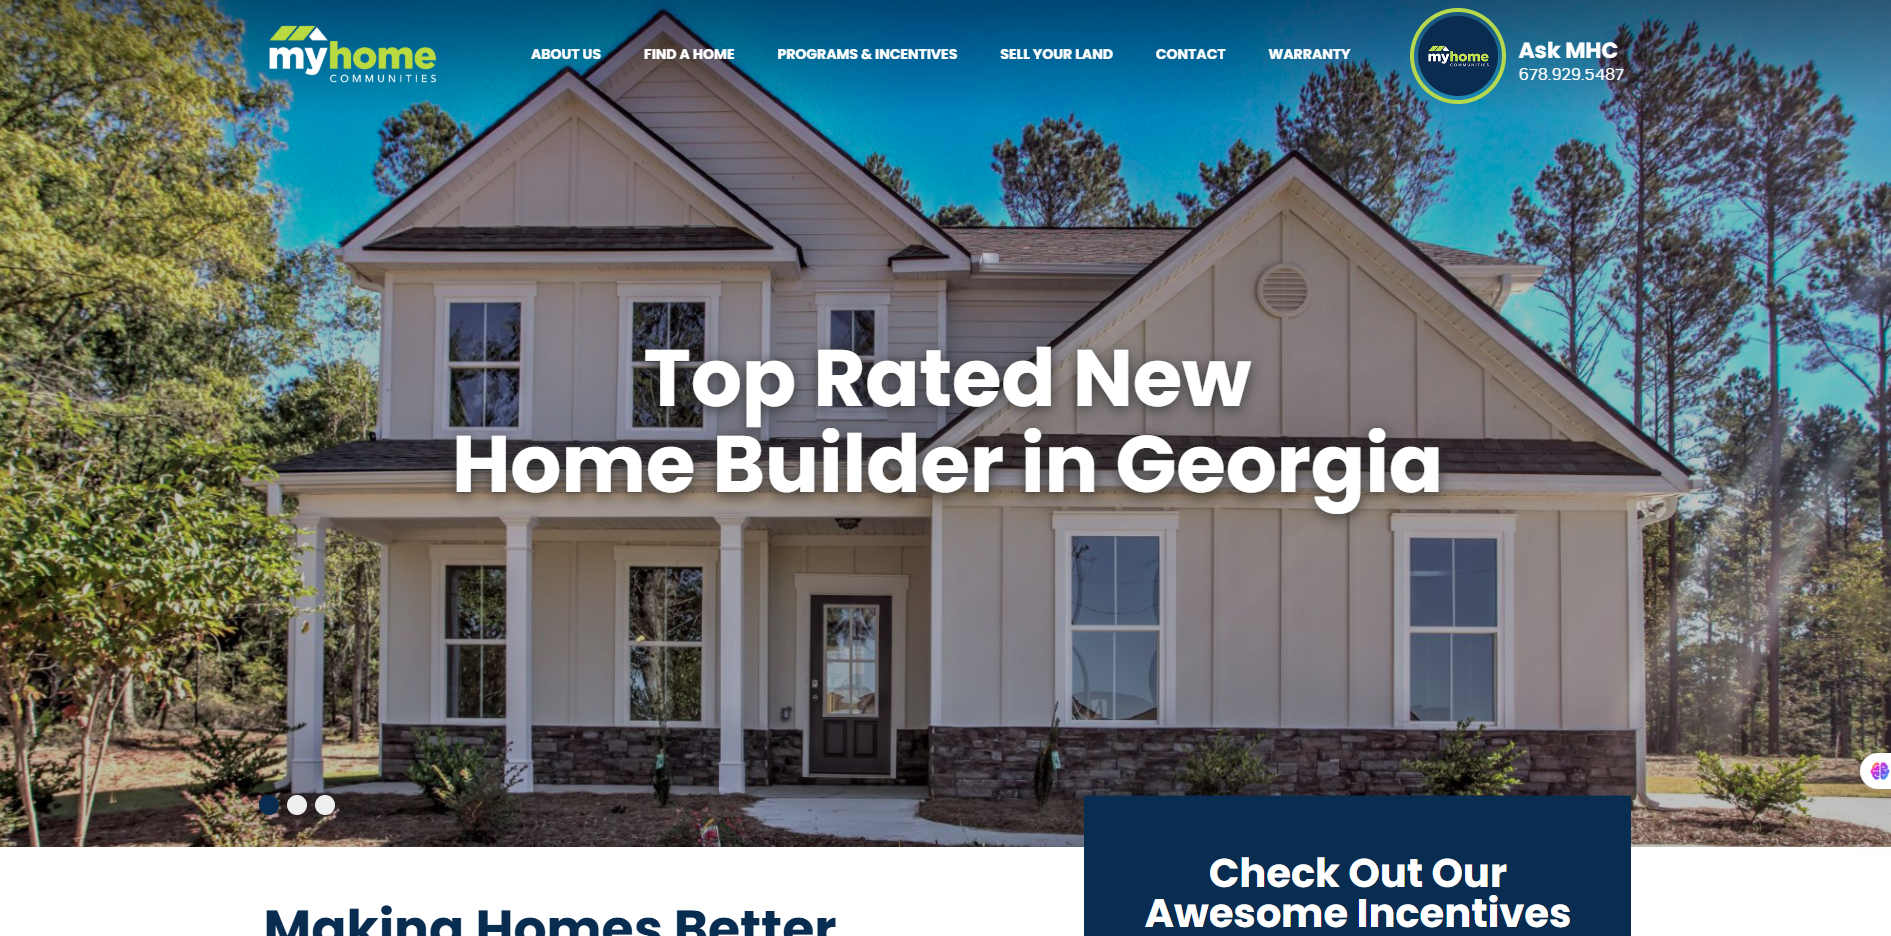 myhome
COMMUNITIES
ABOUT US
FIND A HOME
PROGRAMS & INCENTIVES
SELL YOUR LAND
CONTACT
WARRANTY
myhome
COMMUNITIES
Ask MHC
678.929.5487
Top Rated New
Home Builder in Georgia
Check Out Our
Awesome Incentives
Making Homes Better